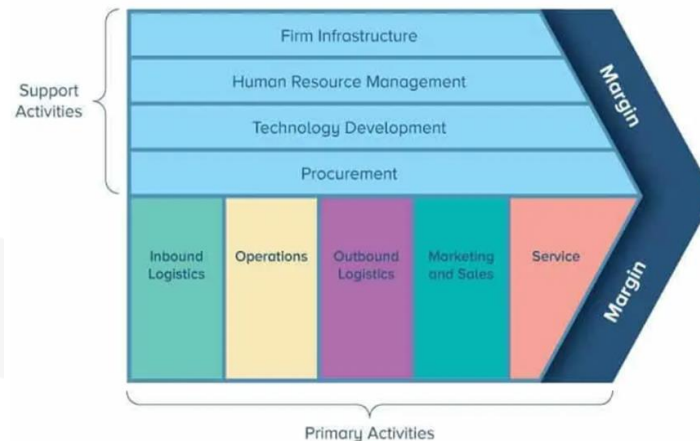 Support
Activities
Firm Infrastructure
Human Resource Management
Technology Development
Procurement
Margin
Inbound
Logistics
Operations
Outbound
Logistics
Marketing
and Sales
Service
Margin
Primary Activities